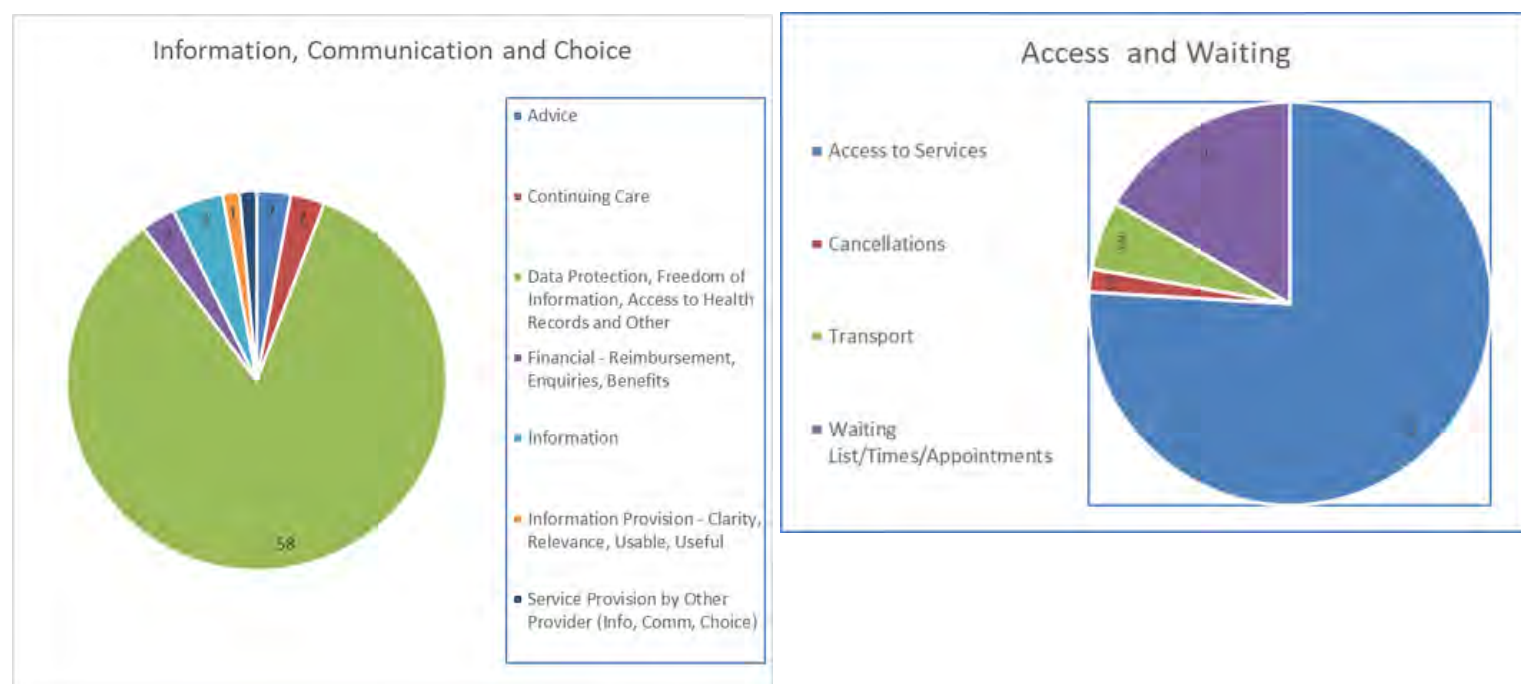 Information, Communication and Choice
Advice
Continuing Care
Data Protection, Freedom of
Information, Access to Health
Records and Other
Financial - Reimbursement,
Enquiries, Benefits
Information
Information Provision - Clarity,
Relevance, Usable, Useful
Service Provision by Other
Provider (Info, Comm, Choice)
1
58
Access and Waiting
Access to Services
Cancellations
Transport
Waiting
List/Times/Appointments